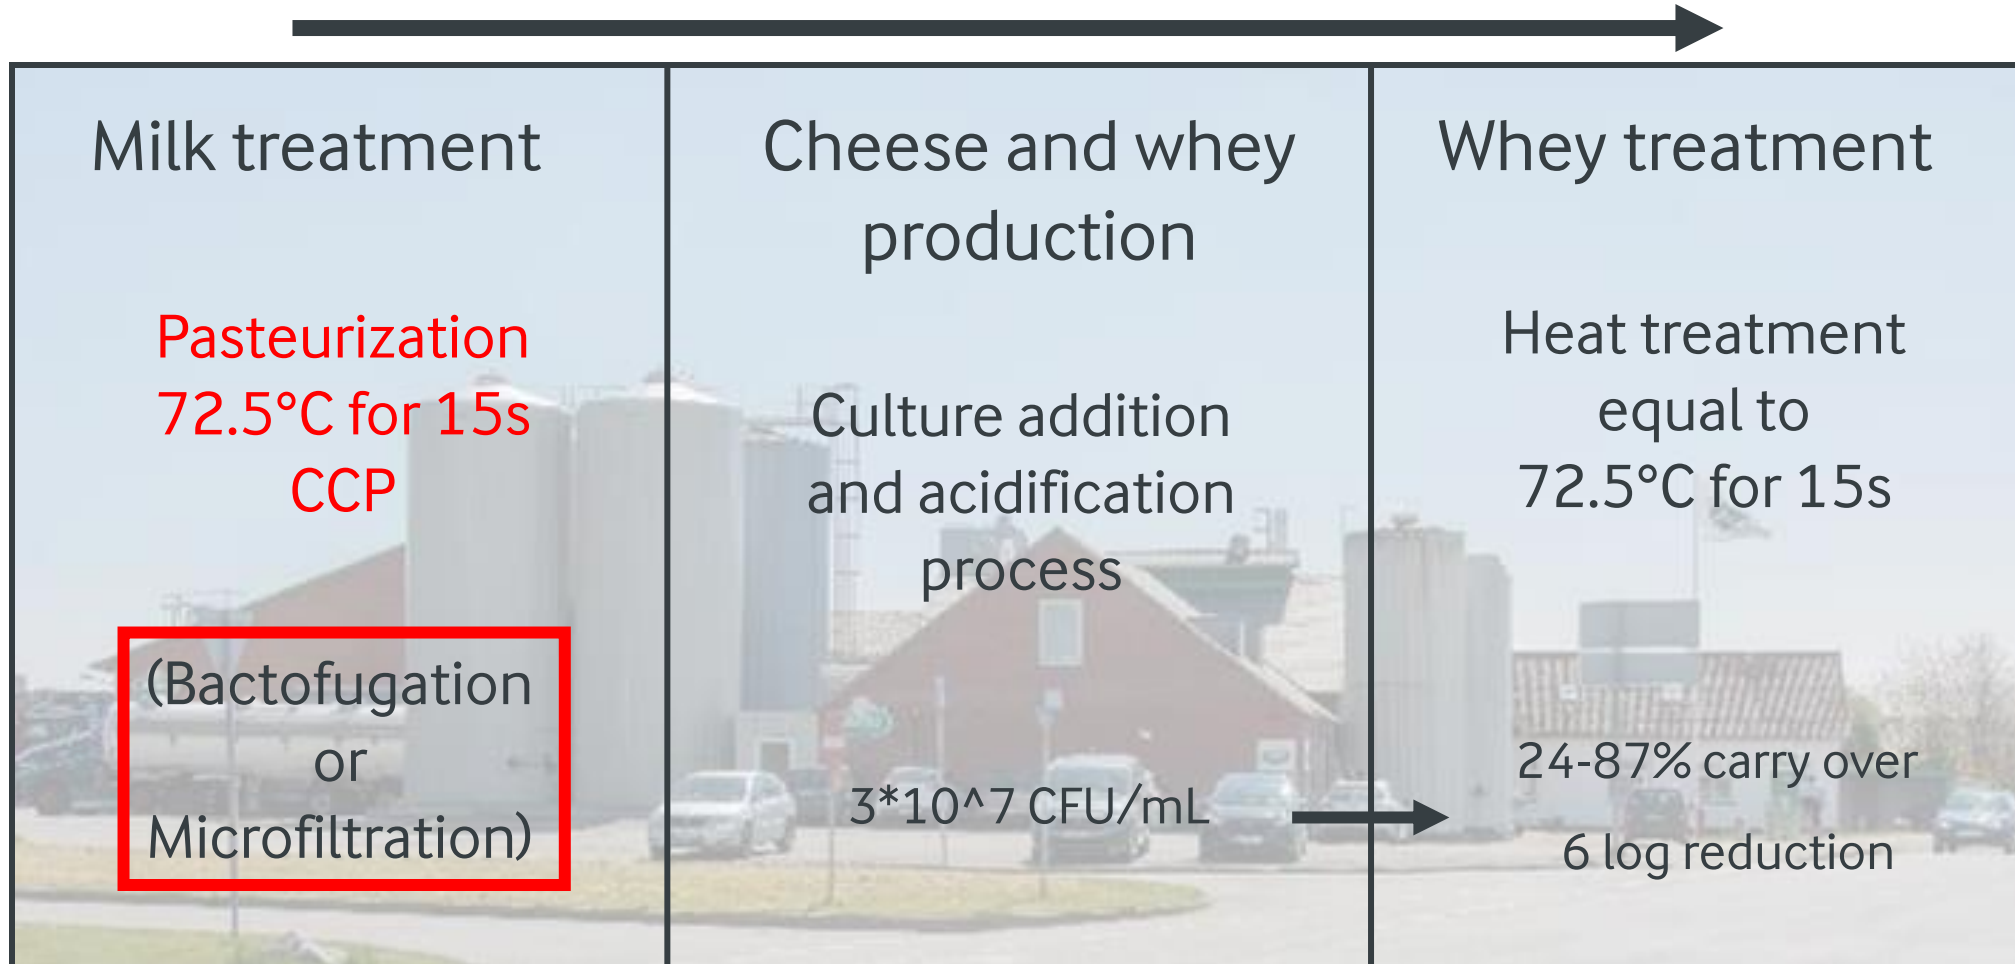 Milk treatment
Pasteurization
72.5°C for 15s
CCP
(Bactofugation
or
Microfiltration)
Cheese and whey
production
Culture addition
and acidification
process
3*10^7 CFU/mL
Whey treatment
Heat treatment
equal to
72.5°C for 15s
24-87% carry over
6 log reduction